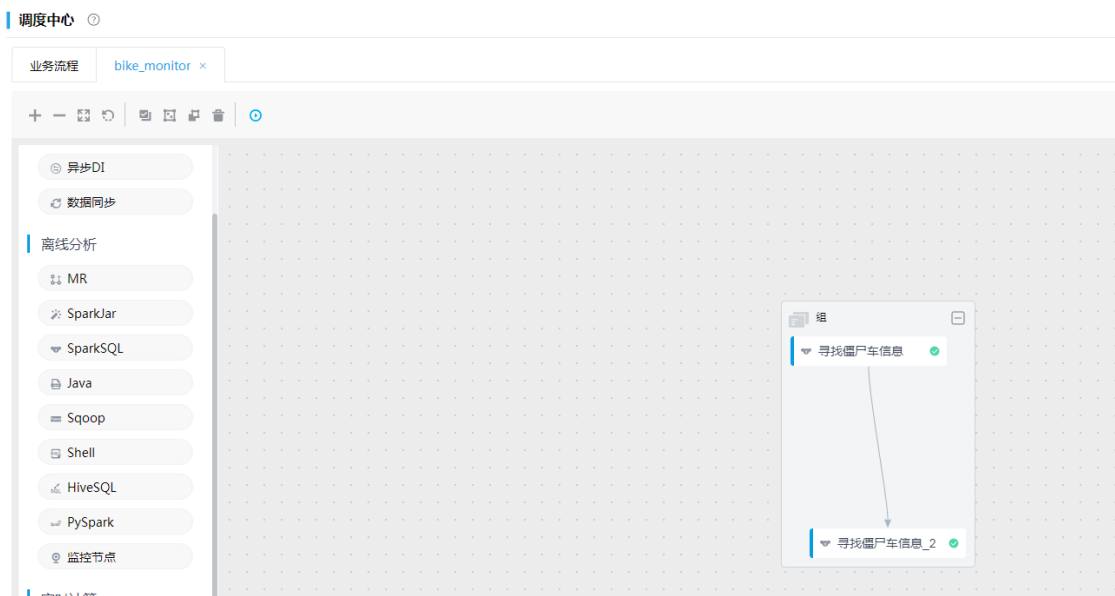 调度中心
业务流程
bike_monitor ×
异步DI
数据同步
离线分析
MR
SparkJar
SparkSQL
Java
Sqoop
Shell
HiveSQL
PySpark
监控节点
组
寻找僵尸车信息
寻找僵尸车信息_2